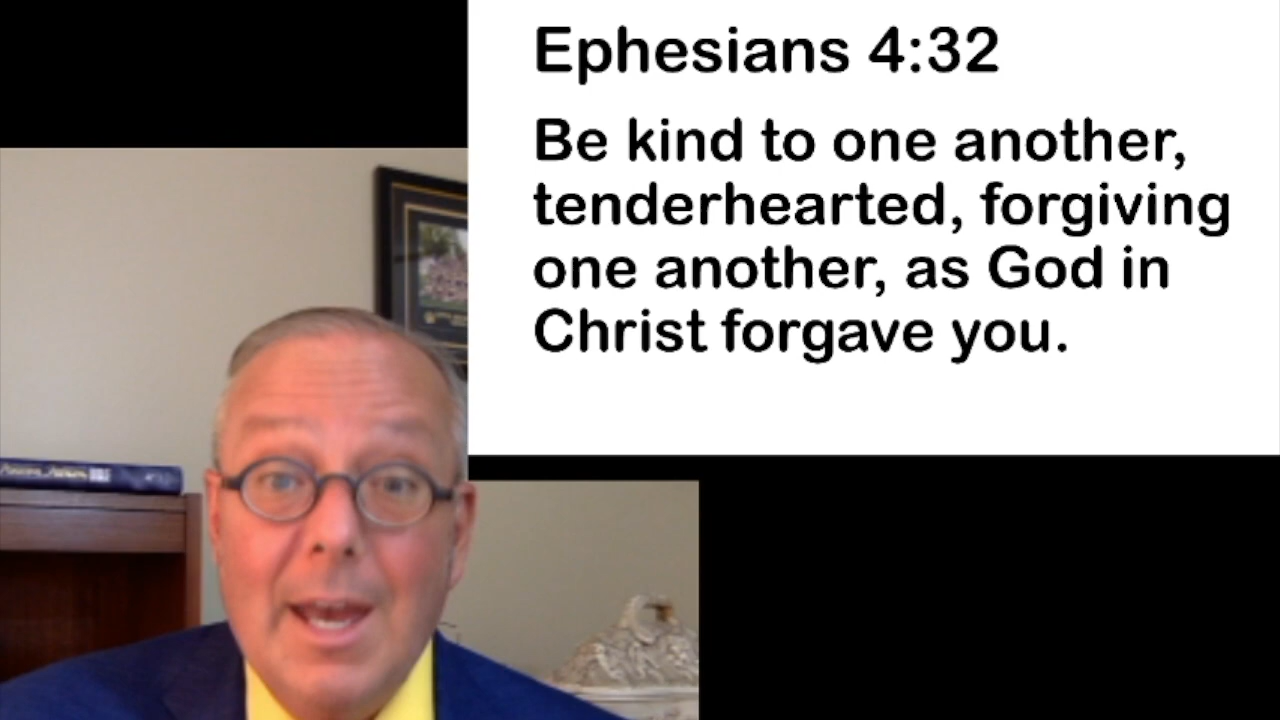 Ephesians 4:32
Be kind to one another,
tenderhearted, forgiving
one another, as God in
Christ forgave you.